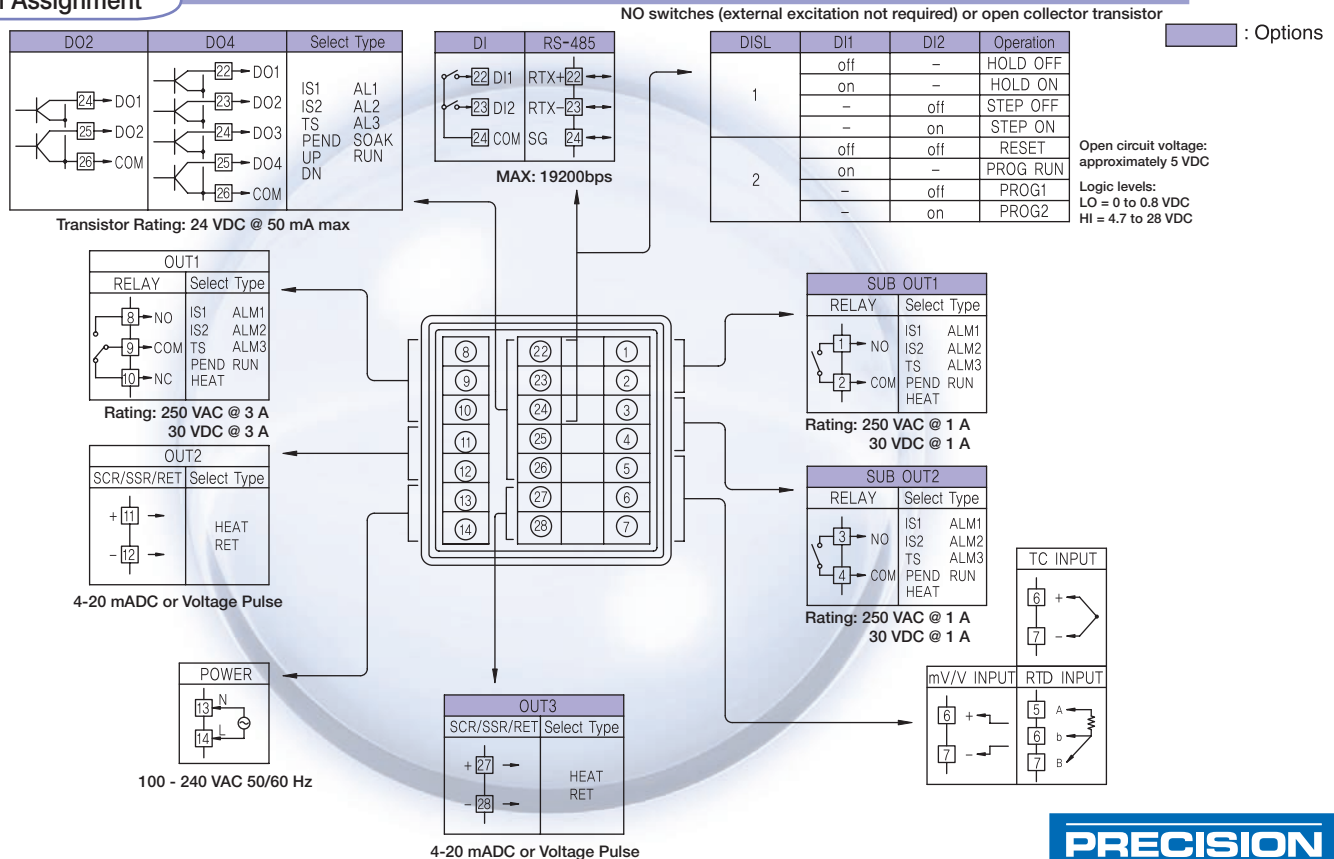 Assignment
NO switches (external excitation not required) or open collector transistor
: Options
DO2 DO4 Select Type
24 DO1
25 DO2
26 COM
22 DO1
23 DO2
24 DO3
25 DO4
26 COM
IS1 AL1
IS2 AL2
TS AL3
PEND SOAK
UP RUN
DN
Transistor Rating: 24 VDC @ 50 mA max
DI RS-485
22 DI1 RTX+ 22
23 DI2 RTX- 23
24 COM SG 24
MAX: 19200bps
DISL DI1 DI2 Operation
1 off – HOLD OFF
on – HOLD ON
– off STEP OFF
– on STEP ON
2 off off RESET
on – PROG RUN
– off PROG1
– on PROG2
Open circuit voltage:
approximately 5 VDC
Logic levels:
LO = 0 to 0.8 VDC
HI = 4.7 to 28 VDC
OUT1
RELAY Select Type
8 NO
9 COM
10 NC
IS1 ALM1
IS2 ALM2
TS ALM3
PEND RUN
HEAT
Rating: 250 VAC @ 3 A
30 VDC @ 3 A
OUT2
SCR/SSR/RET Select Type
+ 11
- 12
HEAT
RET
4-20 mADC or Voltage Pulse
POWER
13 N
14 L
100 - 240 VAC 50/60 Hz
8 22 1
9 23 2
10 24 3
11 25 4
12 26 5
13 27 6
14 28 7
SUB OUT1
RELAY Select Type
1 NO
2 COM
IS1 ALM1
IS2 ALM2
TS ALM3
PEND RUN
HEAT
Rating: 250 VAC @ 1 A
30 VDC @ 1 A
SUB OUT2
RELAY Select Type
3 NO
4 COM
IS1 ALM1
IS2 ALM2
TS ALM3
PEND RUN
HEAT
Rating: 250 VAC @ 1 A
30 VDC @ 1 A
OUT3
SCR/SSR/RET Select Type
+ 27
- 28
HEAT
RET
4-20 mADC or Voltage Pulse
TC INPUT
6 +
7 -
mV/V INPUT RTD INPUT
6 +
7 -
5 A
6 b
7 B
PRECISION